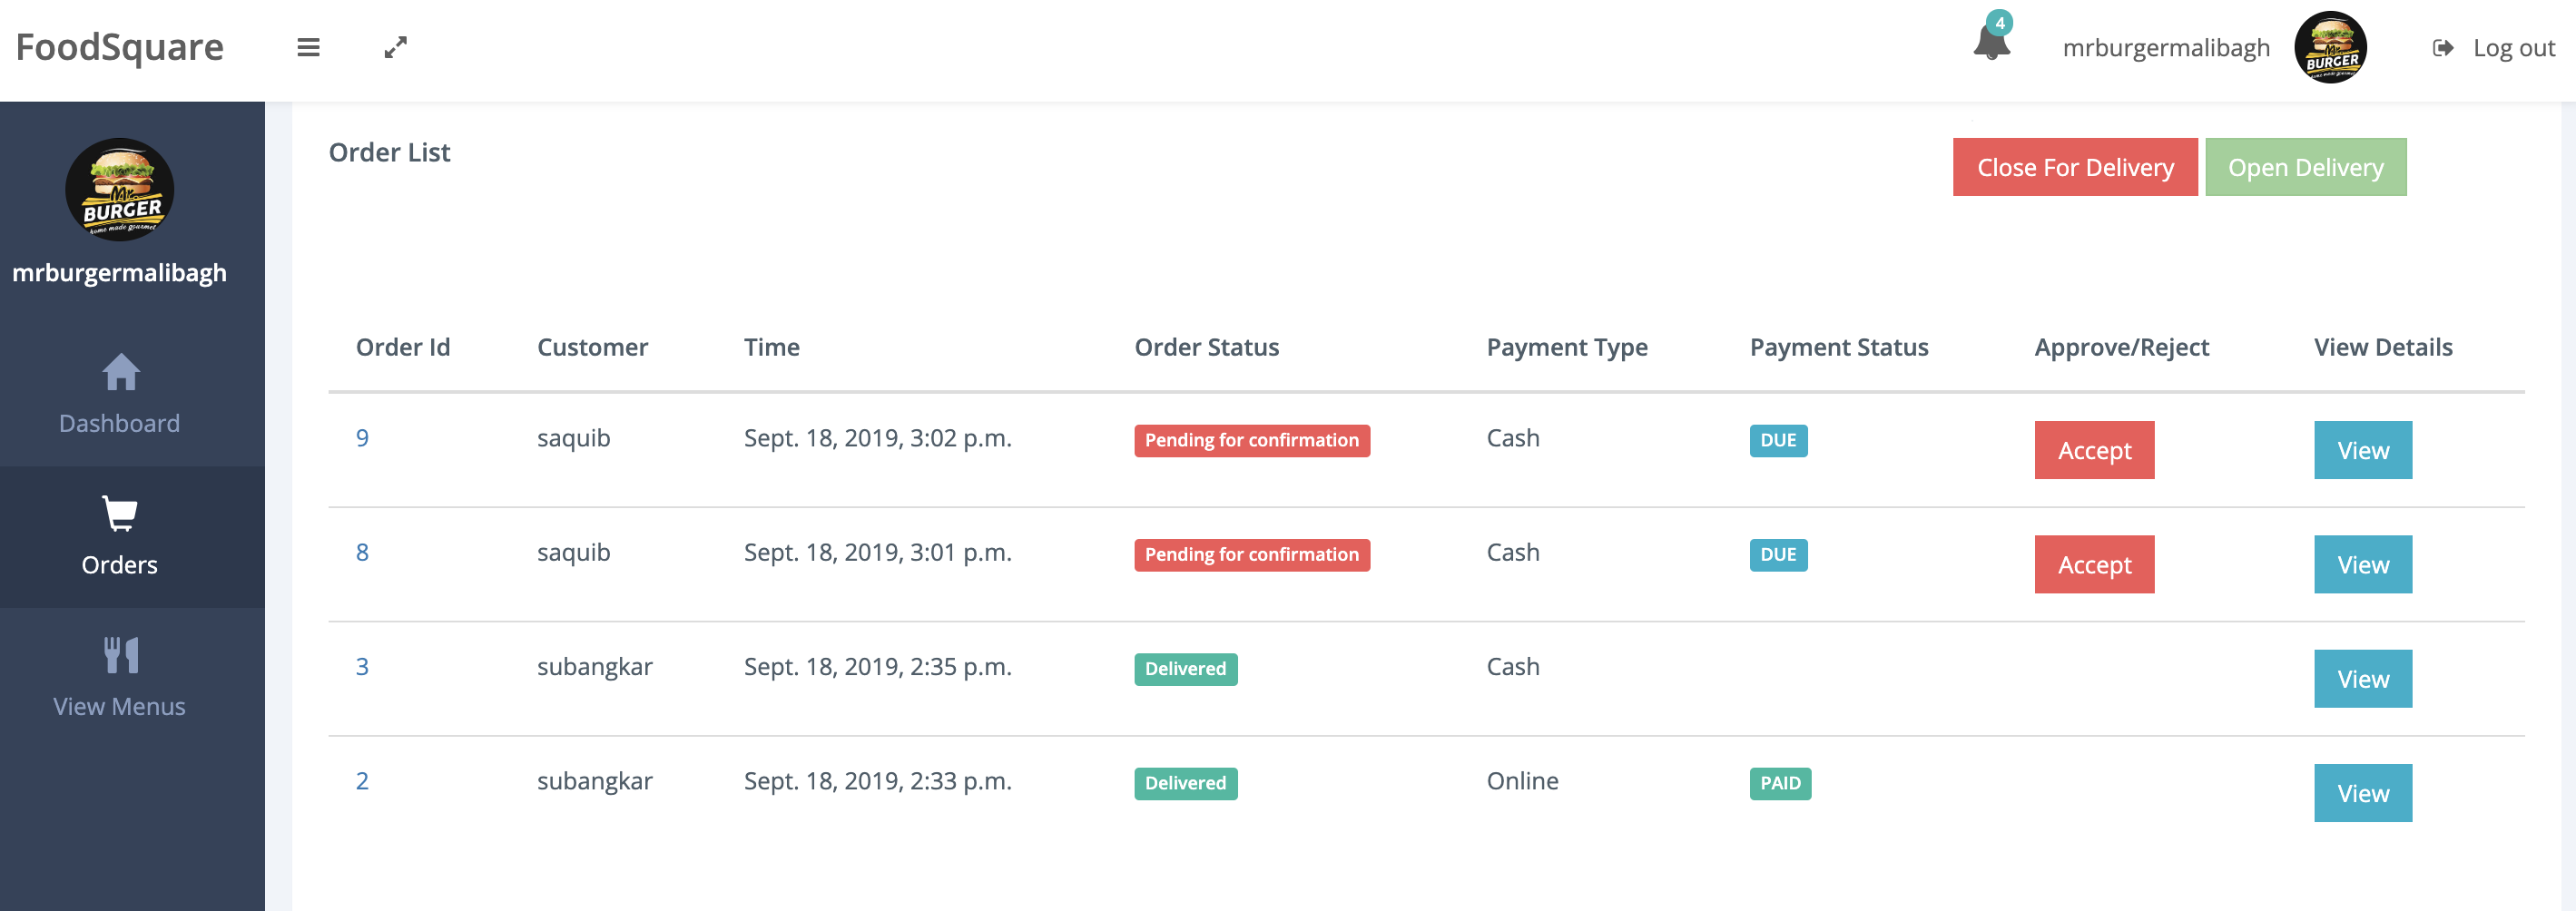 FoodSquare
4
mrburgermalibagh
Mr.
BURGER
home made gourmet
Log out
Mr.
BURGER
home made gourmet
mrburgermalibagh
Dashboard
Orders
View Menus
Order List
Close For Delivery Open Delivery
Order Id Customer Time Order Status Payment Type Payment Status Approve/Reject View Details
9 saquib Sept. 18, 2019, 3:02 p.m. Pending for confirmation Cash DUE Accept View
8 saquib Sept. 18, 2019, 3:01 p.m. Pending for confirmation Cash DUE Accept View
3 subangkar Sept. 18, 2019, 2:35 p.m. Delivered Cash View
2 subangkar Sept. 18, 2019, 2:33 p.m. Delivered Online PAID View